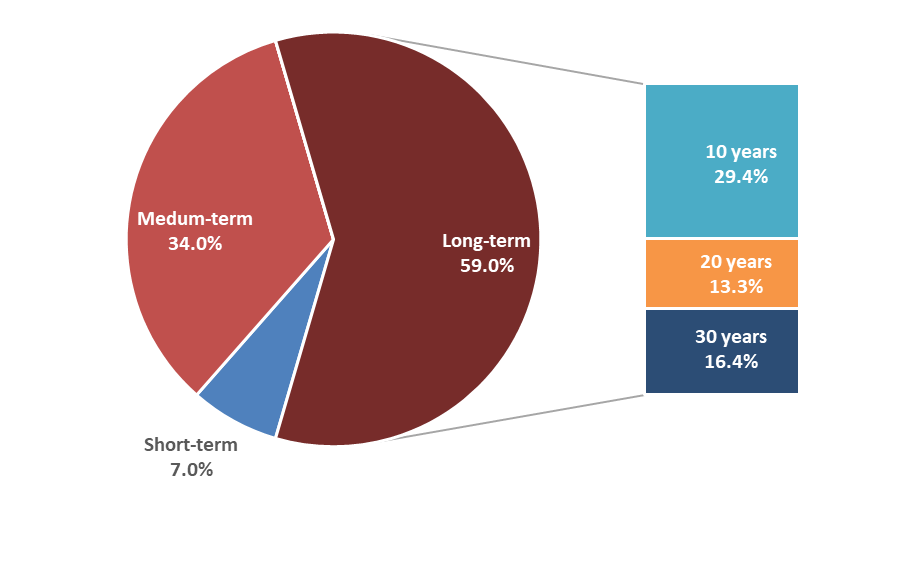 Medum-term
34.0%
Short-term
7.0%
Long-term
59.0%
10 years
29.4%
20 years
13.3%
30 years
16.4%